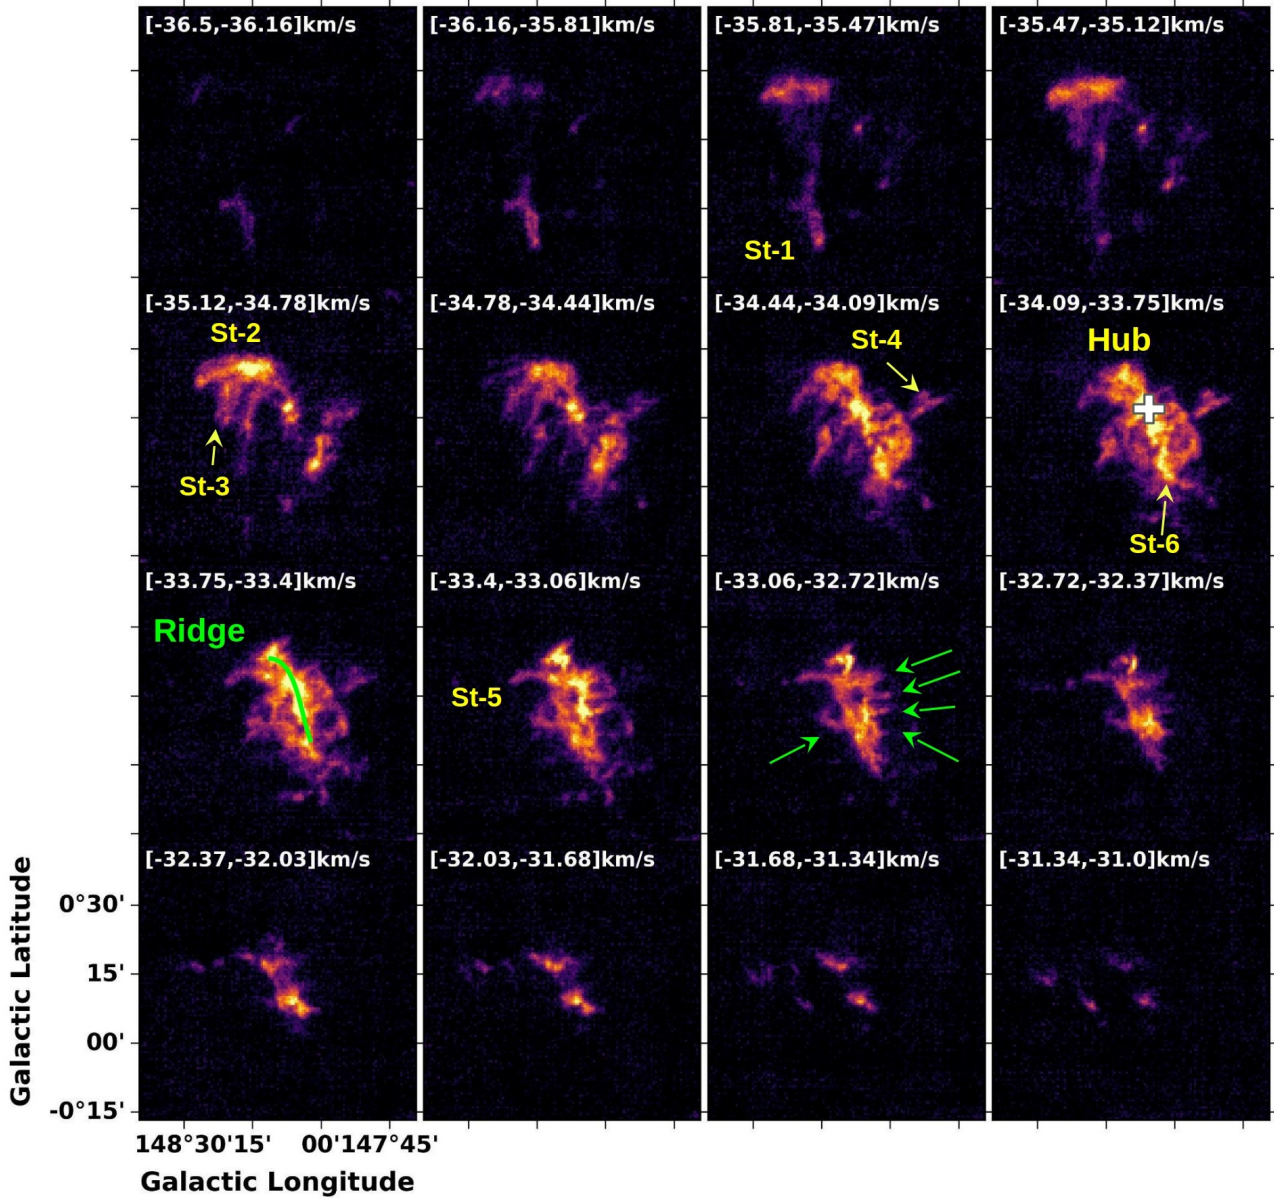 [-36.5,-36.16]km/s
[-36.16,-35.81]km/s
[-35.81,-35.47]km/s
[-35.47,-35.12]km/s
St-1
[-35.12,-34.78]km/s
[-34.78,-34.44]km/s
[-34.44,-34.09]km/s
[-34.09,-33.75]km/s
St-2
St-4
Hub
St-3
St-6
[-33.75,-33.4]km/s
[-33.4,-33.06]km/s
[-33.06,-32.72]km/s
[-32.72,-32.37]km/s
Ridge
St-5
[-32.37,-32.03]km/s
[-32.03,-31.68]km/s
[-31.68,-31.34]km/s
[-31.34,-31.0]km/s
Galactic Latitude
0°30'
15'
00'
-0°15'
148°30'15' 00'147°45'
Galactic Longitude